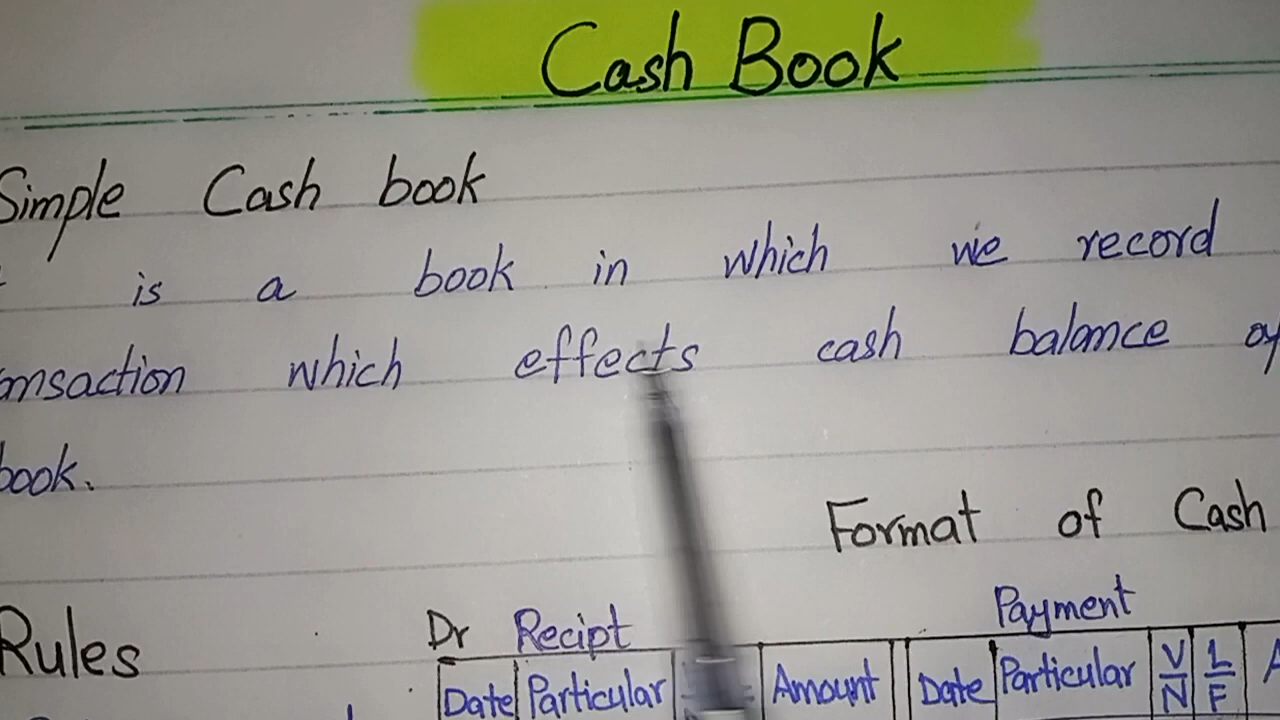 Cash Book
Simple Cash book
is a book in which we record
ansaction which effects cash balance of
book.
Format of Cash
Rules
Dr Recipt Payment
Date Particular Amount Date Particular V/N L/F A